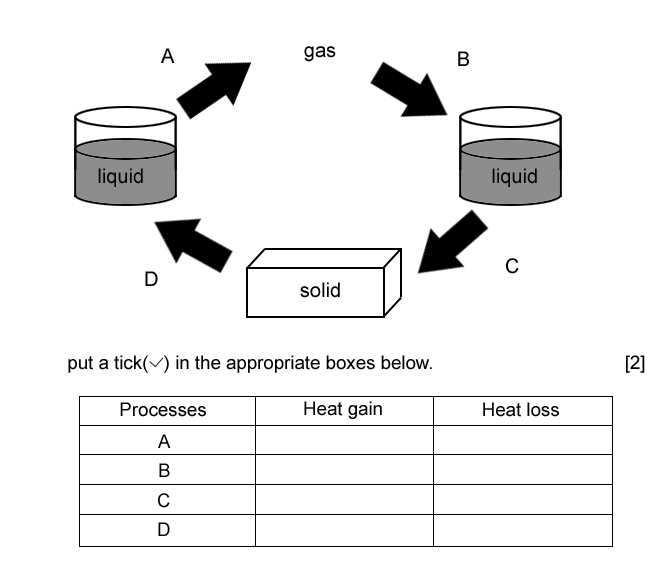 A
gas
B
liquid
liquid
D
solid
C
put a tick(✓) in the appropriate boxes below. [2]
Processes Heat gain Heat loss
A
B
C
D